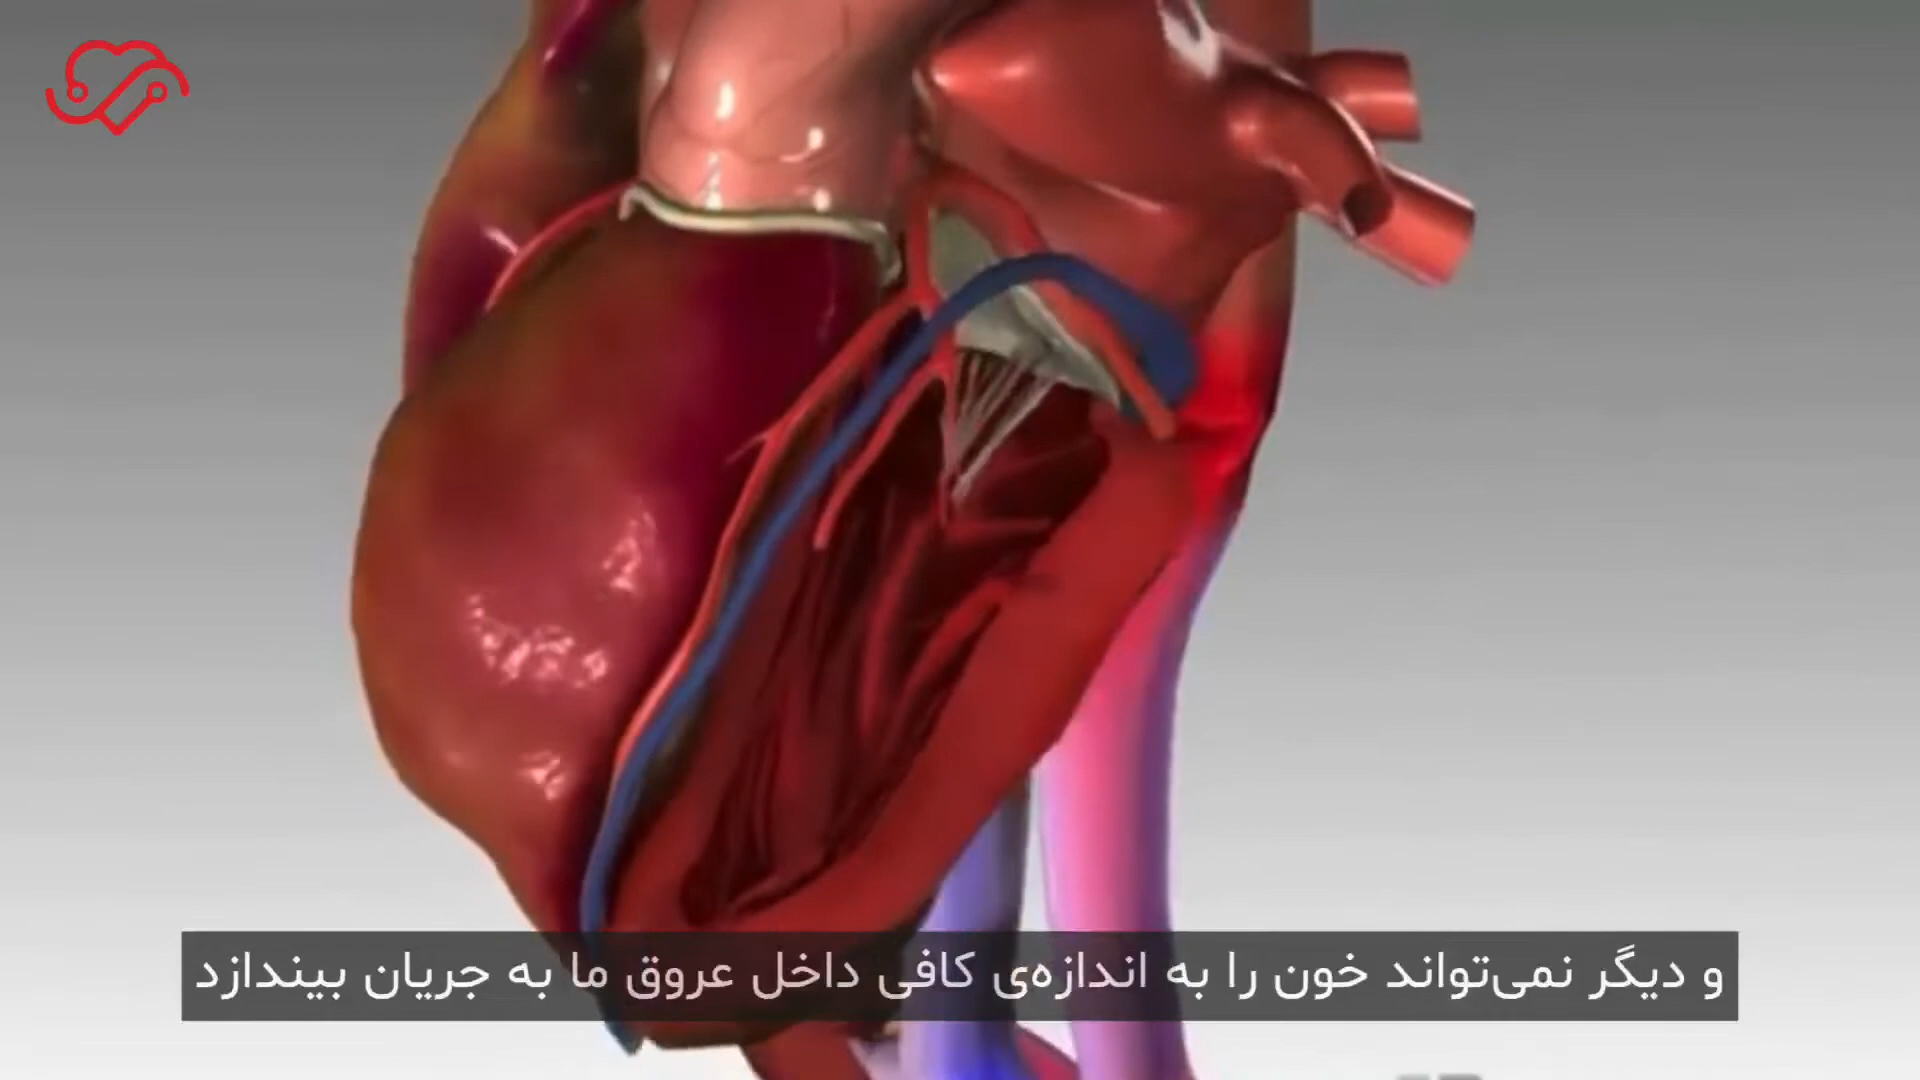 و دیگر نمی‌تواند خون را به اندازه‌ی کافی داخل عروق ما به جریان بیندازد